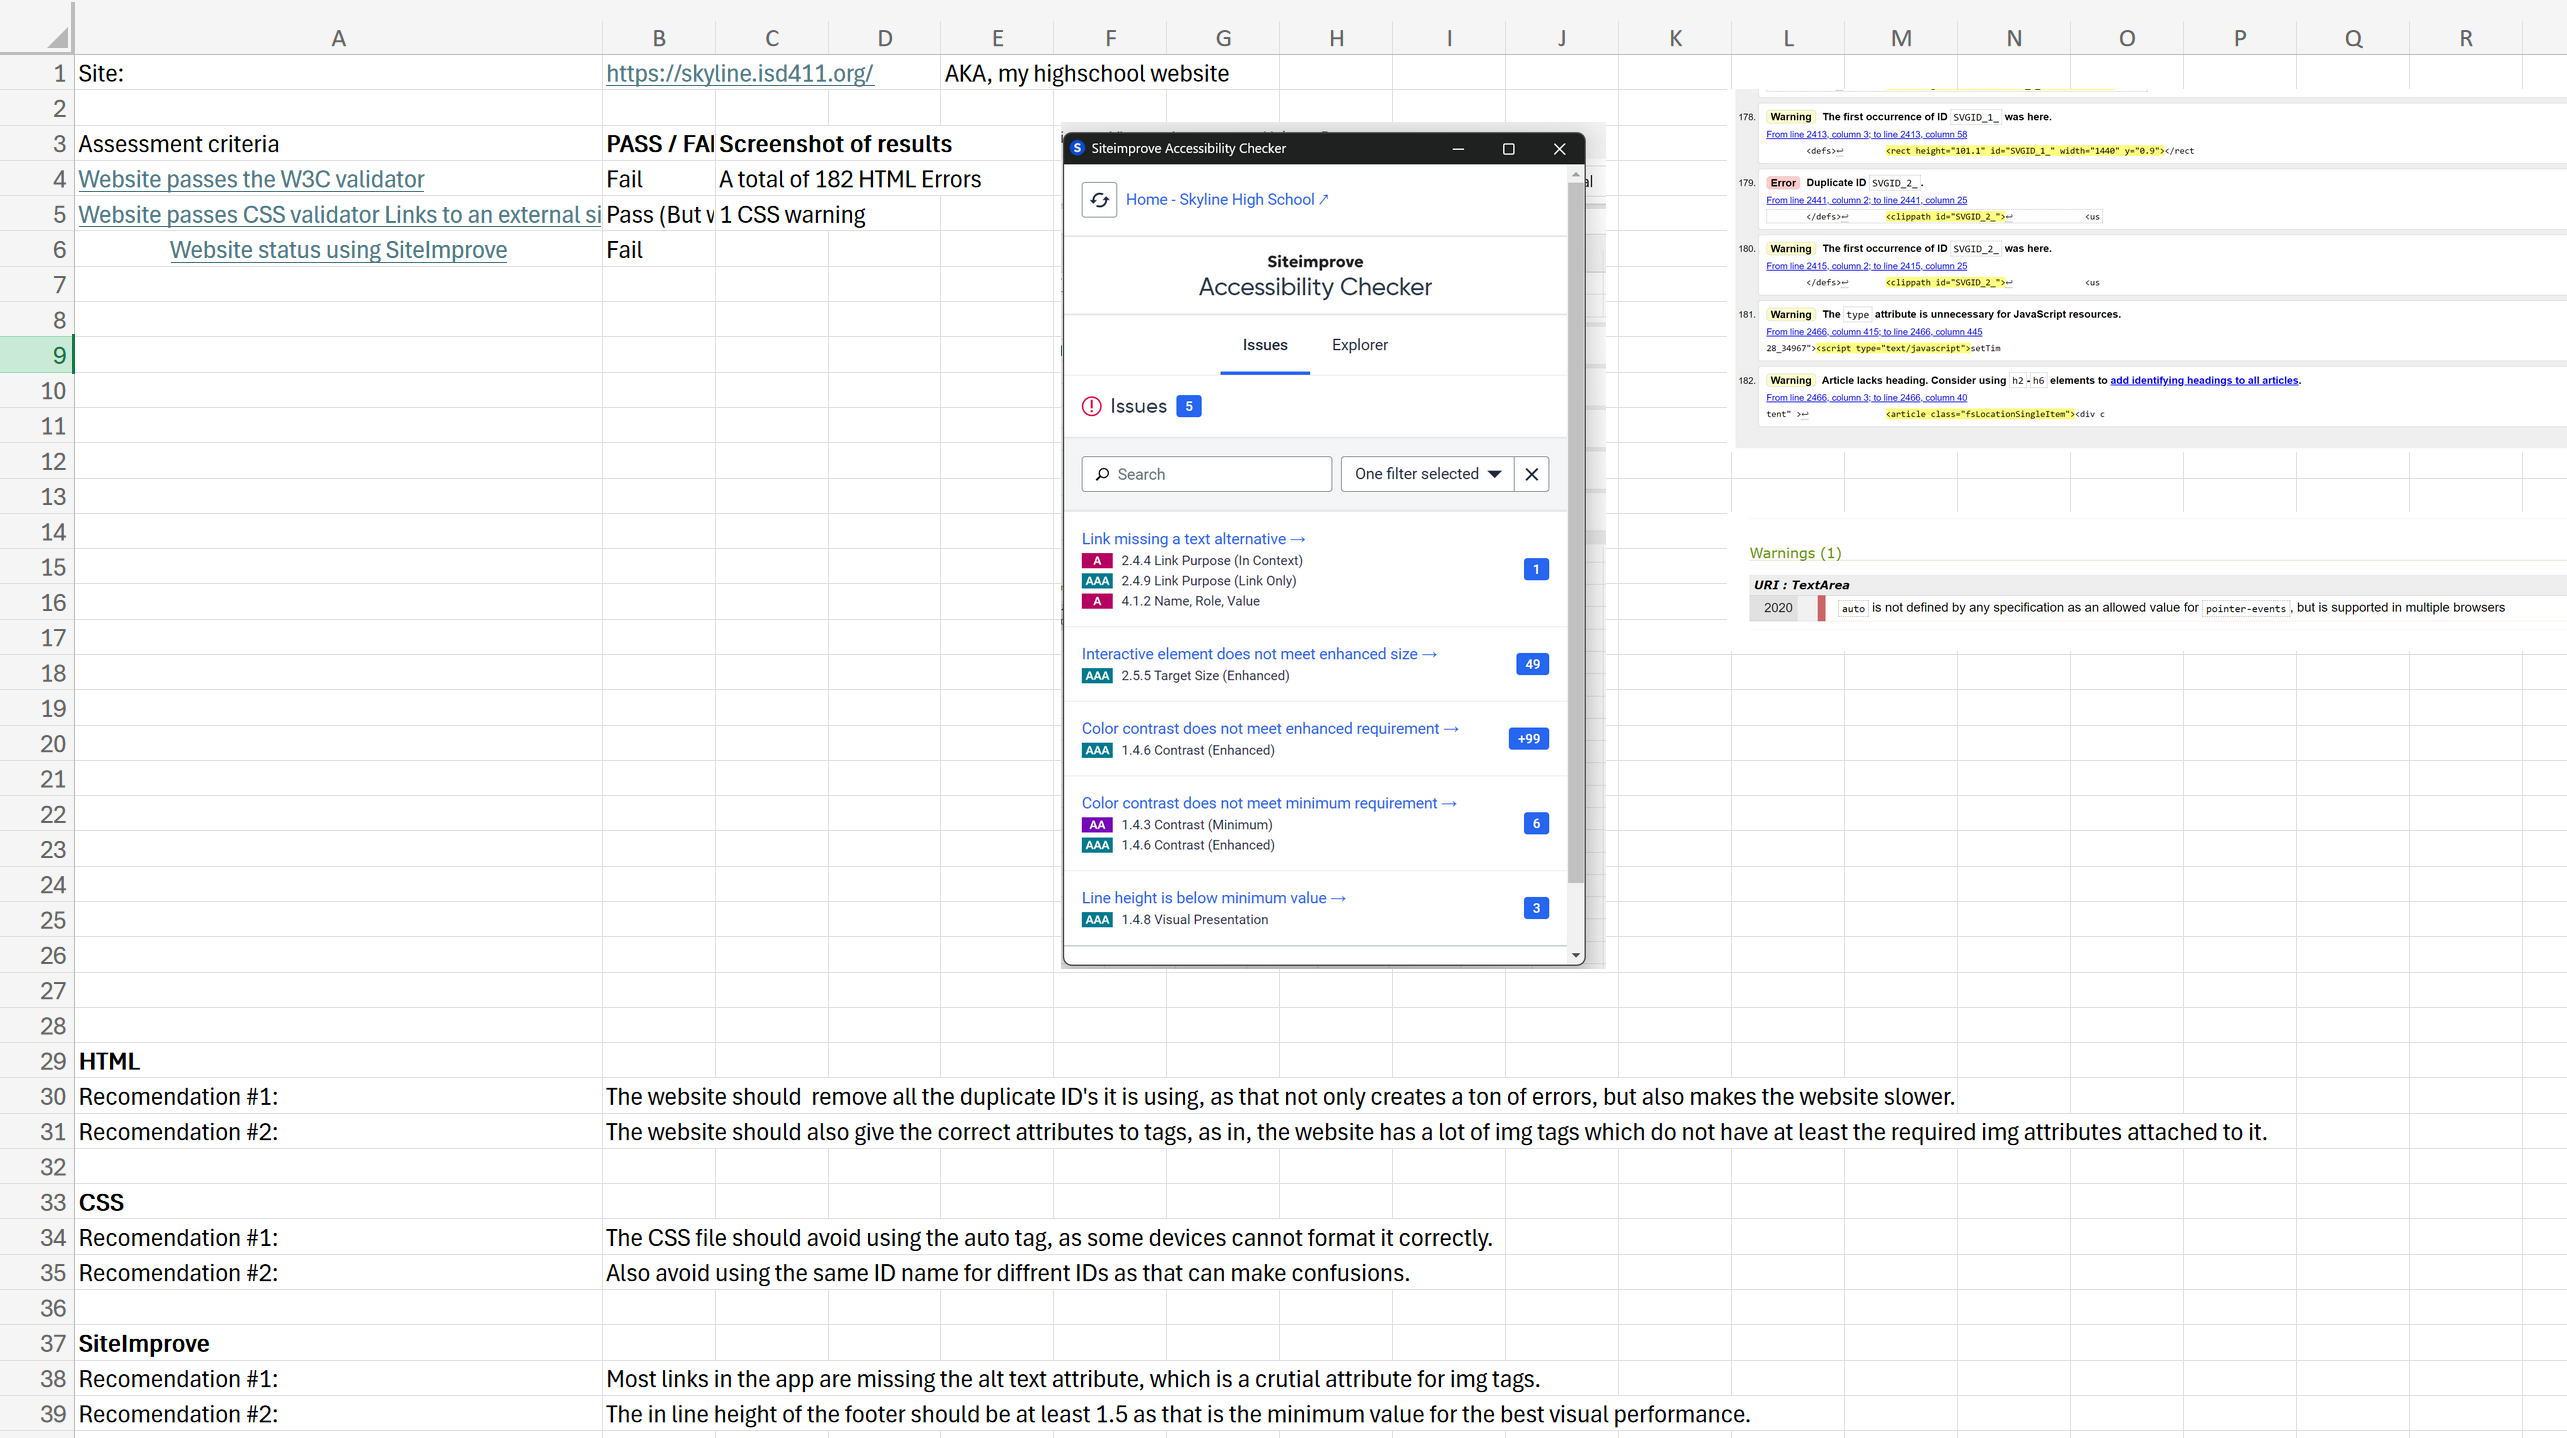 A B C D E F G H I J K L M N O P Q R
1 Site: https://skyline.isd411.org/ AKA, my highschool website
2
3 Assessment criteria PASS / FAI Screenshot of results
4 Website passes the W3C validator Fail A total of 182 HTML Errors
5 Website passes CSS validator Links to an external si Pass (But w 1 CSS warning
6 Website status using SiteImprove Fail
7
8
9
10
11
12
13
14
15
16
17
18
19
20
21
22
23
24
25
26
27
28
29 HTML
30 Recomendation #1: The website should  remove all the duplicate ID's it is using, as that not only creates a ton of errors, but also makes the website slower.
31 Recomendation #2: The website should also give the correct attributes to tags, as in, the website has a lot of img tags which do not have at least the required img attributes attached to it.
32
33 CSS
34 Recomendation #1: The CSS file should avoid using the auto tag, as some devices cannot format it correctly.
35 Recomendation #2: Also avoid using the same ID name for diffrent IDs as that can make confusions.
36
37 SiteImprove
38 Recomendation #1: Most links in the app are missing the alt text attribute, which is a crutial attribute for img tags.
39 Recomendation #2: The in line height of the footer should be at least 1.5 as that is the minimum value for the best visual performance.
S Siteimprove Accessibility Checker
al
Home - Skyline High School ↗
Siteimprove
Accessibility Checker
Issues Explorer
Issues 5
Search One filter selected
Link missing a text alternative →
A 2.4.4 Link Purpose (In Context)
1
AAA 2.4.9 Link Purpose (Link Only)
A 4.1.2 Name, Role, Value
Interactive element does not meet enhanced size →
49
AAA 2.5.5 Target Size (Enhanced)
Color contrast does not meet enhanced requirement →
+99
AAA 1.4.6 Contrast (Enhanced)
Color contrast does not meet minimum requirement →
AA 1.4.3 Contrast (Minimum)
6
AAA 1.4.6 Contrast (Enhanced)
Line height is below minimum value →
3
AAA 1.4.8 Visual Presentation
178. Warning The first occurrence of ID SVGID_1_ was here.
From line 2413, column 3; to line 2413, column 58
<defs>↩ <rect height="101.1" id="SVGID_1_" width="1440" y="0.9"></rect
179. Error Duplicate ID SVGID_2_.
From line 2441, column 2; to line 2441, column 25
</defs>↩ <clippath id="SVGID_2_">↩ <us
180. Warning The first occurrence of ID SVGID_2_ was here.
From line 2415, column 2; to line 2415, column 25
</defs>↩ <clippath id="SVGID_2_">↩ <us
181. Warning The type attribute is unnecessary for JavaScript resources.
From line 2466, column 415; to line 2466, column 445
28_34967"><script type="text/javascript">setTim
182. Warning Article lacks heading. Consider using h2-h6 elements to add identifying headings to all articles.
From line 2466, column 3; to line 2466, column 40
tent" >↩ <article class="fsLocationSingleItem"><div c
Warnings (1)
URI : TextArea
2020 auto is not defined by any specification as an allowed value for pointer-events, but is supported in multiple browsers